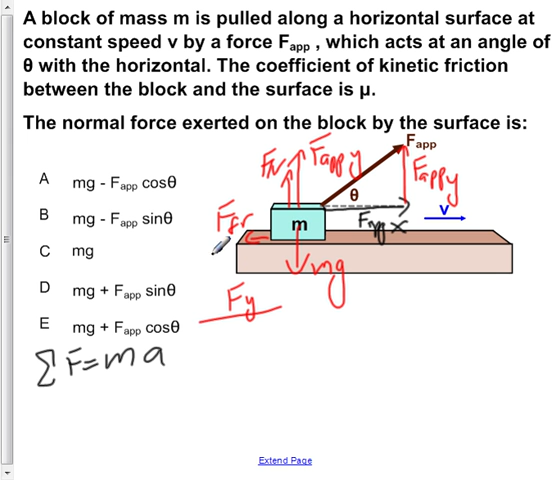 A block of mass m is pulled along a horizontal surface at
constant speed v by a force Fapp , which acts at an angle of
θ with the horizontal. The coefficient of kinetic friction
between the block and the surface is μ.
The normal force exerted on the block by the surface is:
Fapp
FN Fappy
Fappy
A mg - Fapp cosθ
θ
B mg - Fapp sinθ
Ffr
m
Fappx
v
C mg
mg
D mg + Fapp sinθ
Fy
E mg + Fapp cosθ
∑F=ma
Extend Page